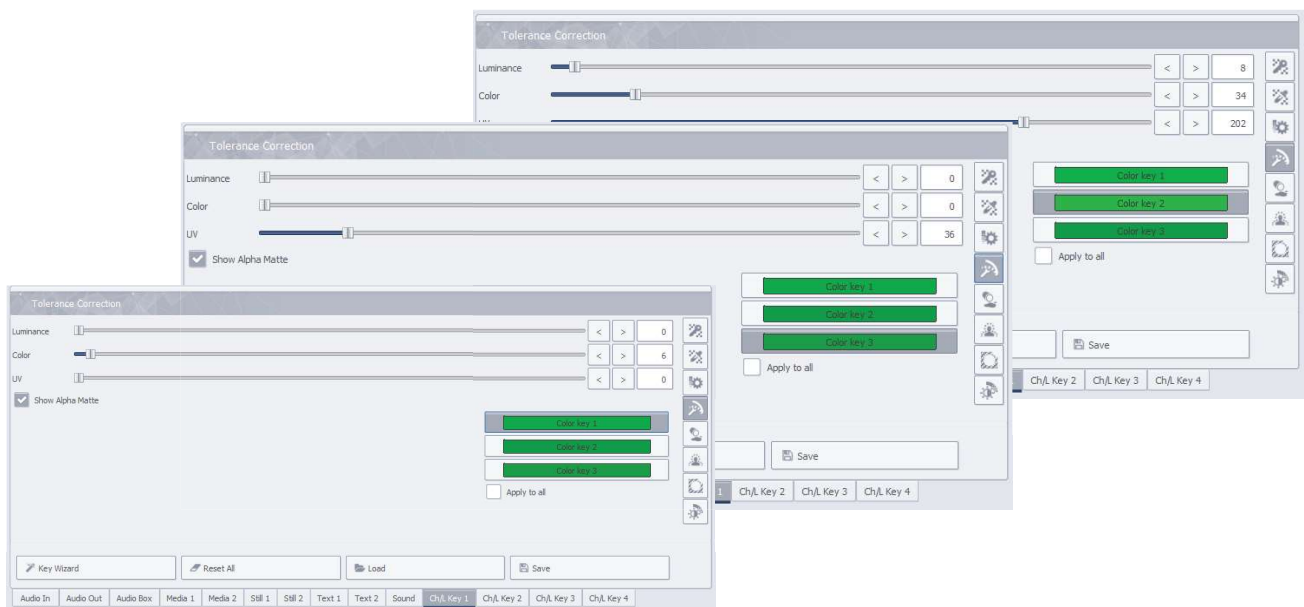 Tolerance Correction
Luminance < > 8
Color < > 34
< > 202
Color key 1
Color key 2
Color key 3
Apply to all
Save
Ch/L Key 2 Ch/L Key 3 Ch/L Key 4
Tolerance Correction
Luminance < > 0
Color < > 0
UV < > 36
Show Alpha Matte
Color key 1
Color key 2
Color key 3
Apply to all
Save
1 Ch/L Key 2 Ch/L Key 3 Ch/L Key 4
Tolerance Correction
Luminance < > 0
Color < > 6
UV < > 0
Show Alpha Matte
Color key 1
Color key 2
Color key 3
Apply to all
Key Wizard Reset All Load Save
Audio In Audio Out Audio Box Media 1 Media 2 Still 1 Still 2 Text 1 Text 2 Sound Ch/L Key 1 Ch/L Key 2 Ch/L Key 3 Ch/L Key 4